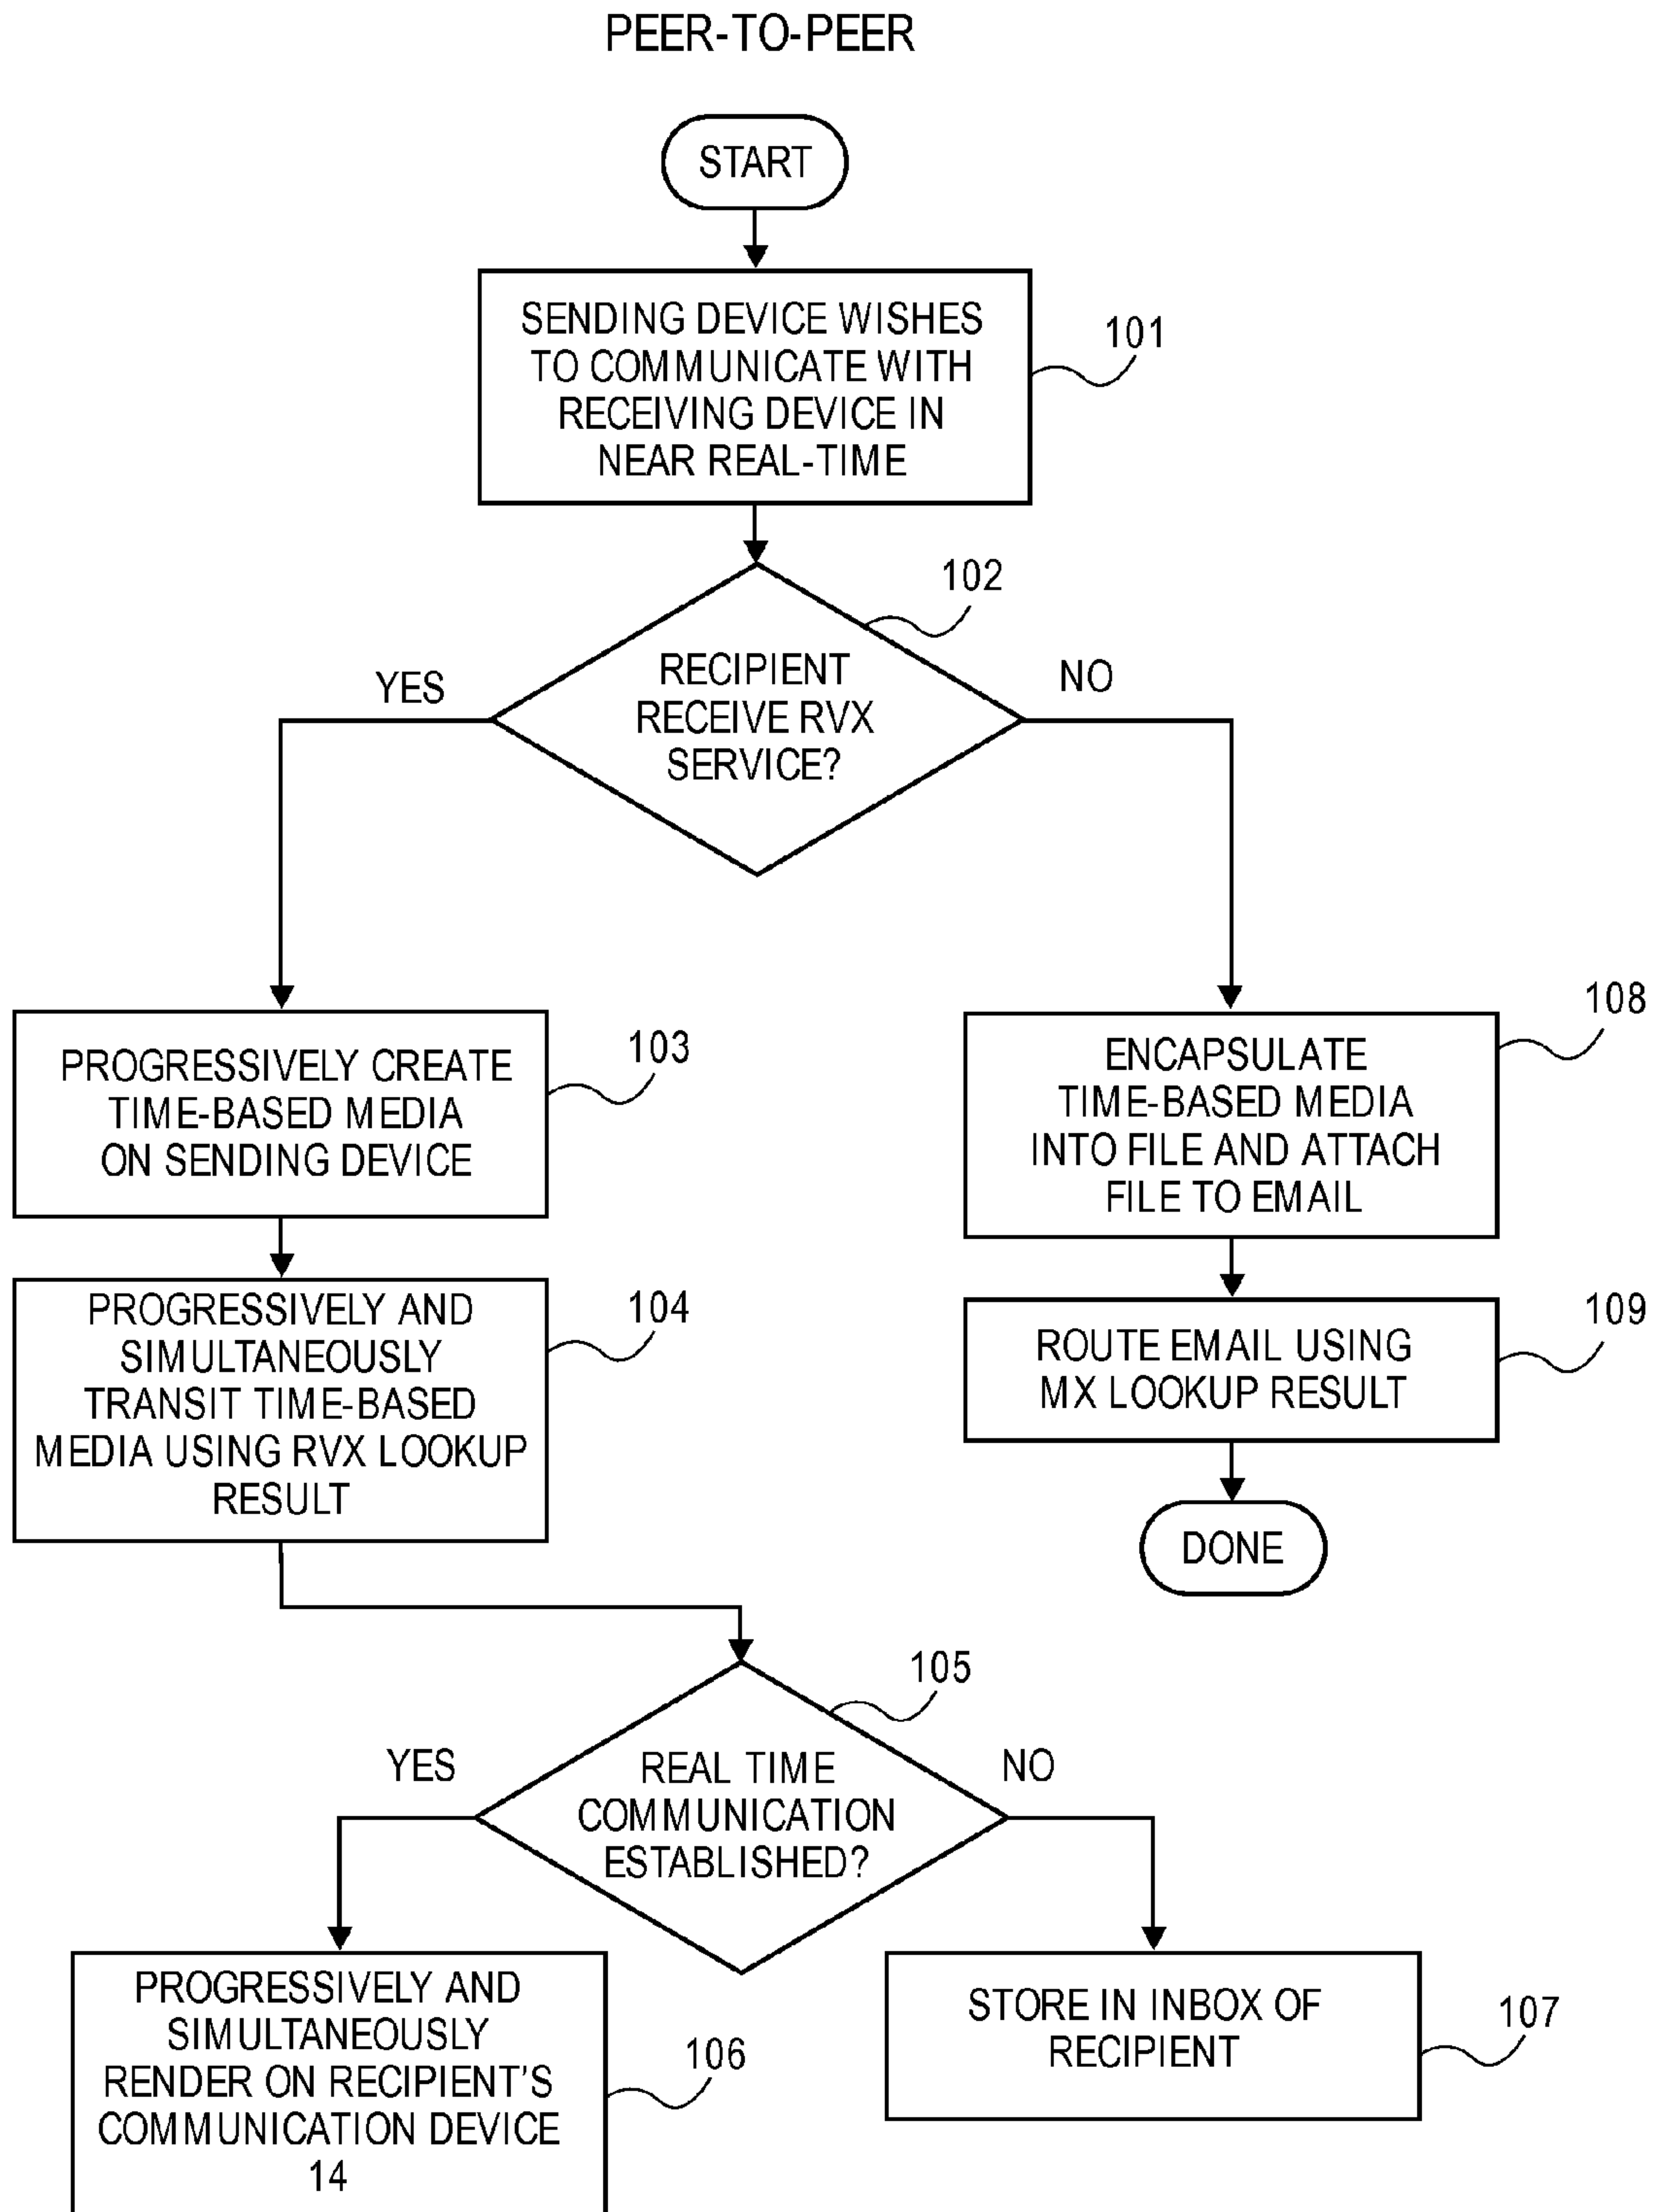 PEER-TO-PEER
START
SENDING DEVICE WISHES
TO COMMUNICATE WITH
RECEIVING DEVICE IN
NEAR REAL-TIME
101
102
RECIPIENT
RECEIVE RVX
SERVICE?
YES
NO
PROGRESSIVELY CREATE
TIME-BASED MEDIA
ON SENDING DEVICE
103
ENCAPSULATE
TIME-BASED MEDIA
INTO FILE AND ATTACH
FILE TO EMAIL
108
PROGRESSIVELY AND
SIMULTANEOUSLY
TRANSIT TIME-BASED
MEDIA USING RVX LOOKUP
RESULT
104
ROUTE EMAIL USING
MX LOOKUP RESULT
109
DONE
105
REAL TIME
COMMUNICATION
ESTABLISHED?
YES
NO
PROGRESSIVELY AND
SIMULTANEOUSLY
RENDER ON RECIPIENT'S
COMMUNICATION DEVICE
14
106
STORE IN INBOX OF
RECIPIENT
107